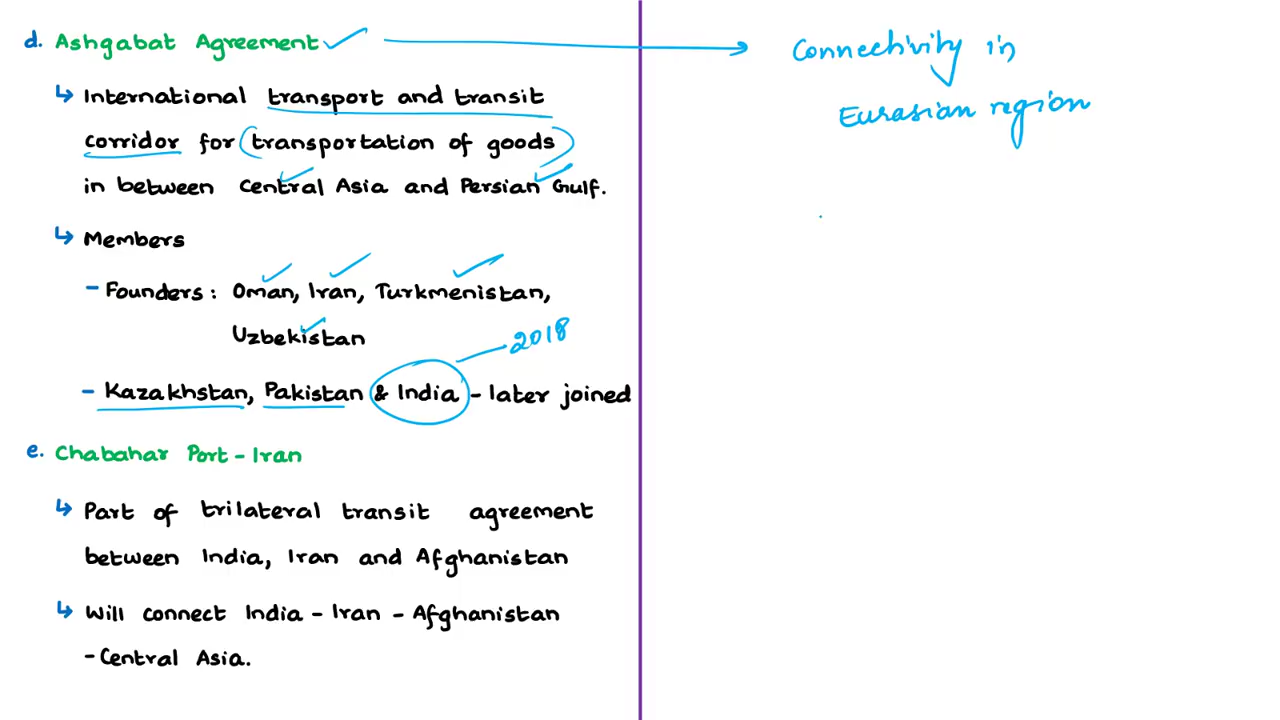 d. Ashgabat Agreement
↳ International transport and transit
corridor for (transportation of goods)
in between Central Asia and Persian Gulf.
↳ Members
- Founders: Oman, Iran, Turkmenistan,
Uzbekistan
2018
- Kazakhstan, Pakistan & India - later joined
e. Chabahar Port - Iran
↳ Part of trilateral transit agreement
between India, Iran and Afghanistan
↳ Will connect India - Iran - Afghanistan
- Central Asia.
Connectivity in
Eurasian region